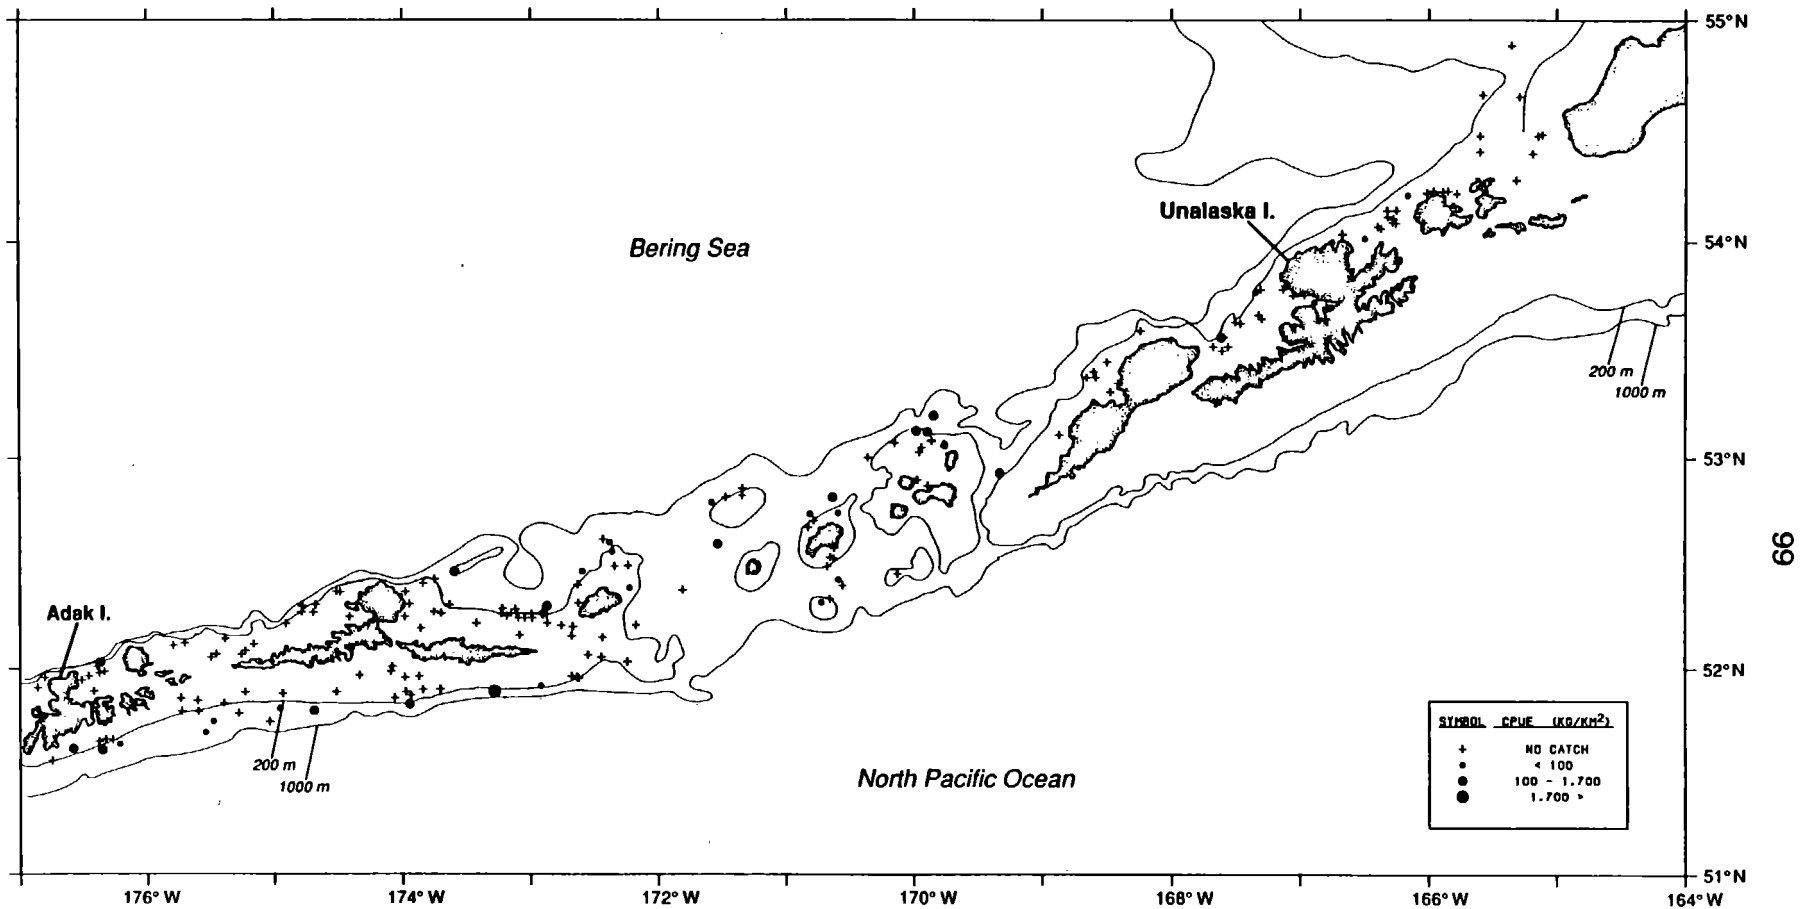 55°N
Unalaska I.
Bering Sea
54°N
200 m
1000 m
53°N
99
Adak I.
52°N
SYMBOL CPUE (KG/KM²)
+ NO CATCH
• < 100
● 100 - 1.700
● 1.700 >
200 m
1000 m
North Pacific Ocean
51°N
176° W 174° W 172° W 170° W 168° W 166° W 164° W